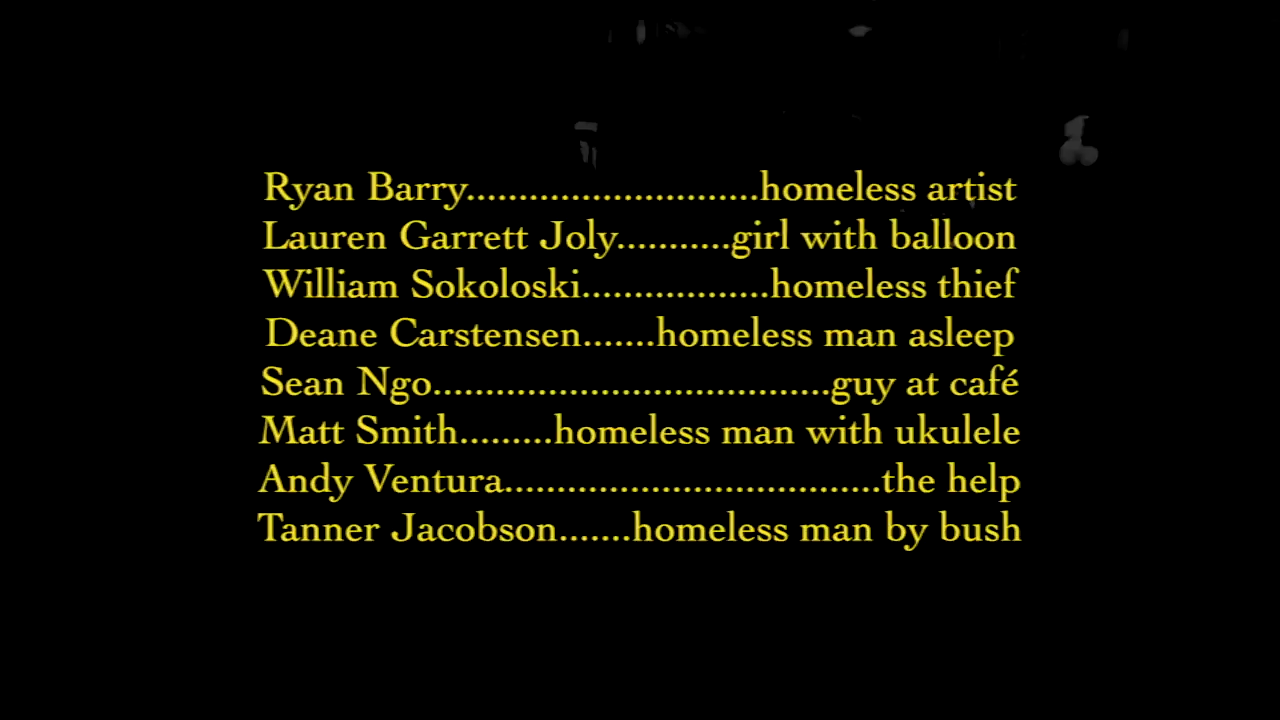 Ryan Barry............................homeless artist
Lauren Garrett Joly...........girl with balloon
William Sokoloski..................homeless thief
Deane Carstensen.......homeless man asleep
Sean Ngo......................................guy at café
Matt Smith.........homeless man with ukulele
Andy Ventura....................................the help
Tanner Jacobson.......homeless man by bush